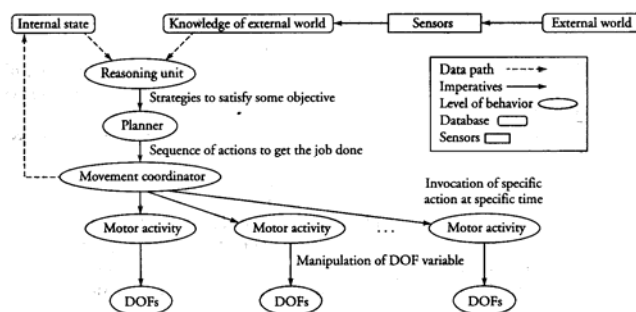 Internal state
Knowledge of external world
Sensors
External world
Reasoning unit
Strategies to satisfy some objective
Planner
Sequence of actions to get the job done
Movement coordinator
Data path
Imperatives
Level of behavior
Database
Sensors
Invocation of specific
action at specific time
Motor activity
Motor activity
...
Motor activity
Manipulation of DOF variable
DOFs
DOFs
DOFs